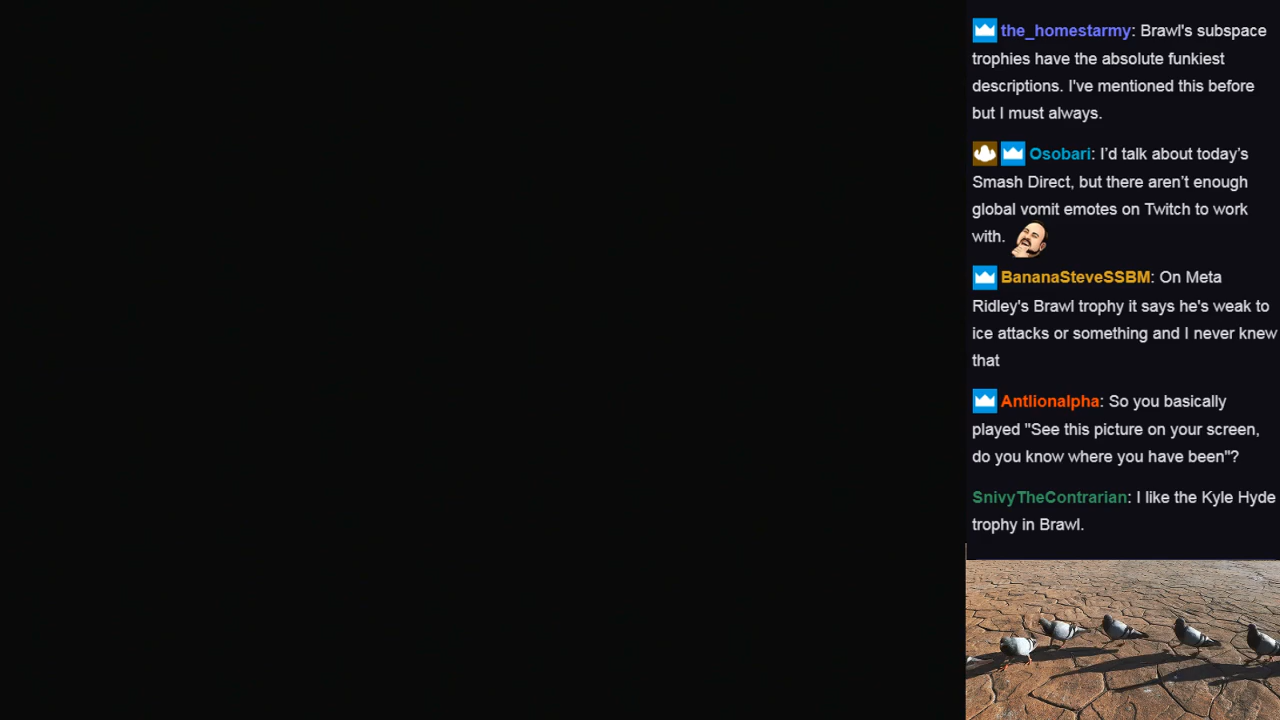 the_homestarmy: Brawl's subspace
trophies have the absolute funkiest
descriptions. I've mentioned this before
but I must always.
Osobari: I’d talk about today’s
Smash Direct, but there aren’t enough
global vomit emotes on Twitch to work
with.
BananaSteveSSBM: On Meta
Ridley's Brawl trophy it says he's weak to
ice attacks or something and I never knew
that
Antlionalpha: So you basically
played "See this picture on your screen,
do you know where you have been"?
SnivyTheContrarian: I like the Kyle Hyde
trophy in Brawl.